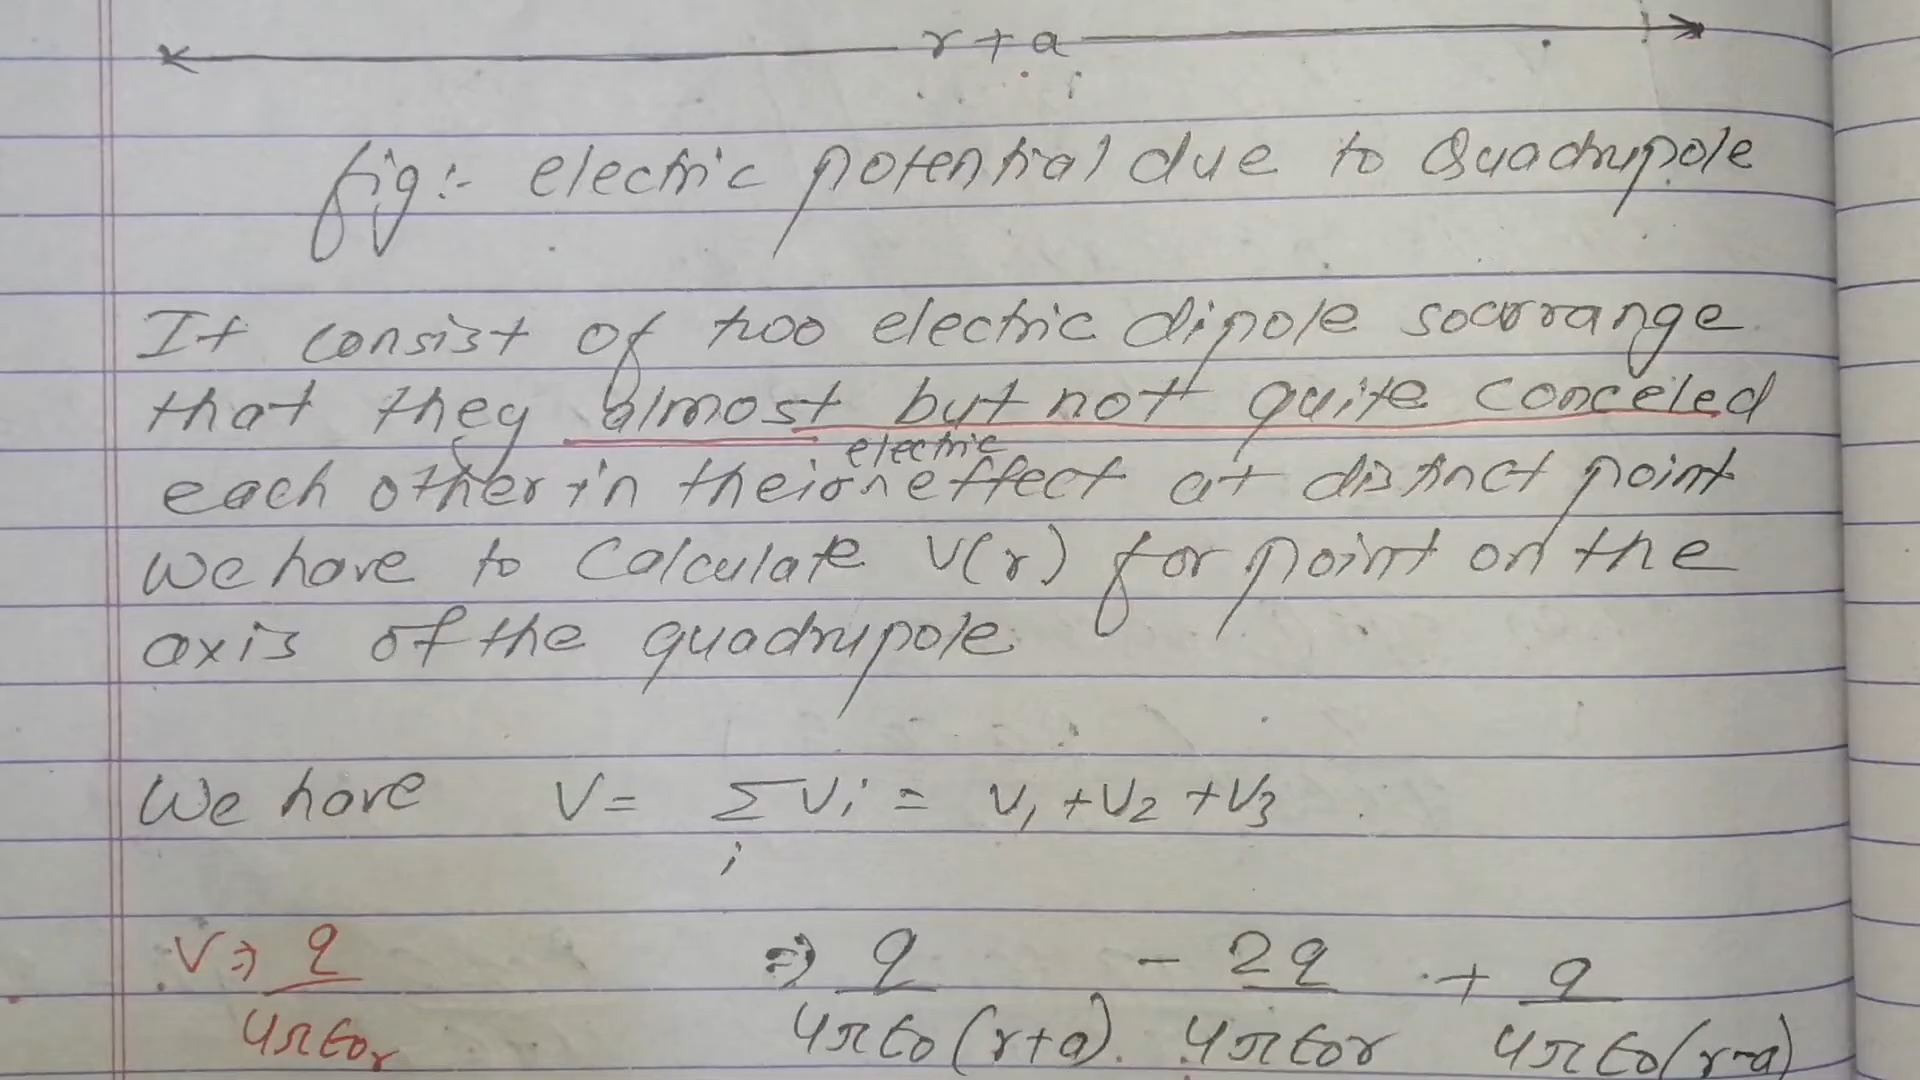 r+a
fig:- electric potential due to Quadrupole
It consist of two electric dipole soarrange
that they almost but not quite conceled
electric
each other in their effect at distinct point
We have to Calculate V(r) for point on the
axis of the quadrupole
We have V= Σ Vi = V₁ +V₂ +V₃
i
V⇒ q/4πε₀r ⇒ q/4πε₀(r+a) - 2q/4πε₀r + q/4πε₀(r-a)